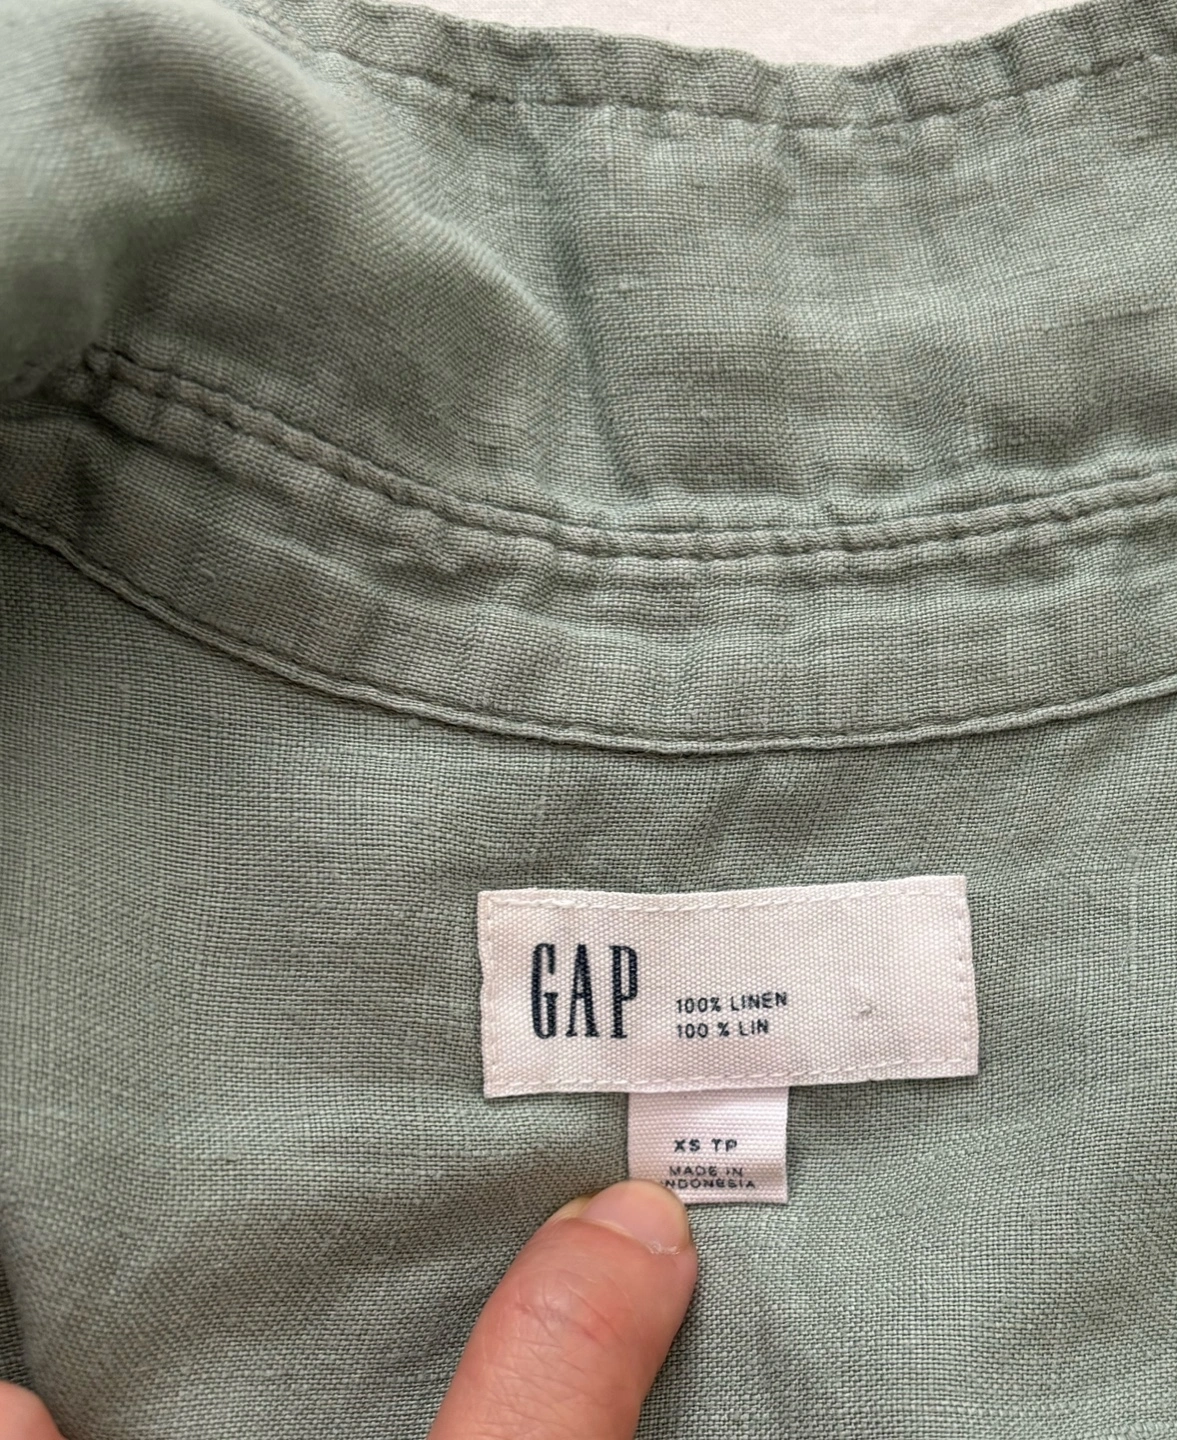 GAP
100% LINEN
100 % LIN
XS TP
MADE IN
INDONESIA